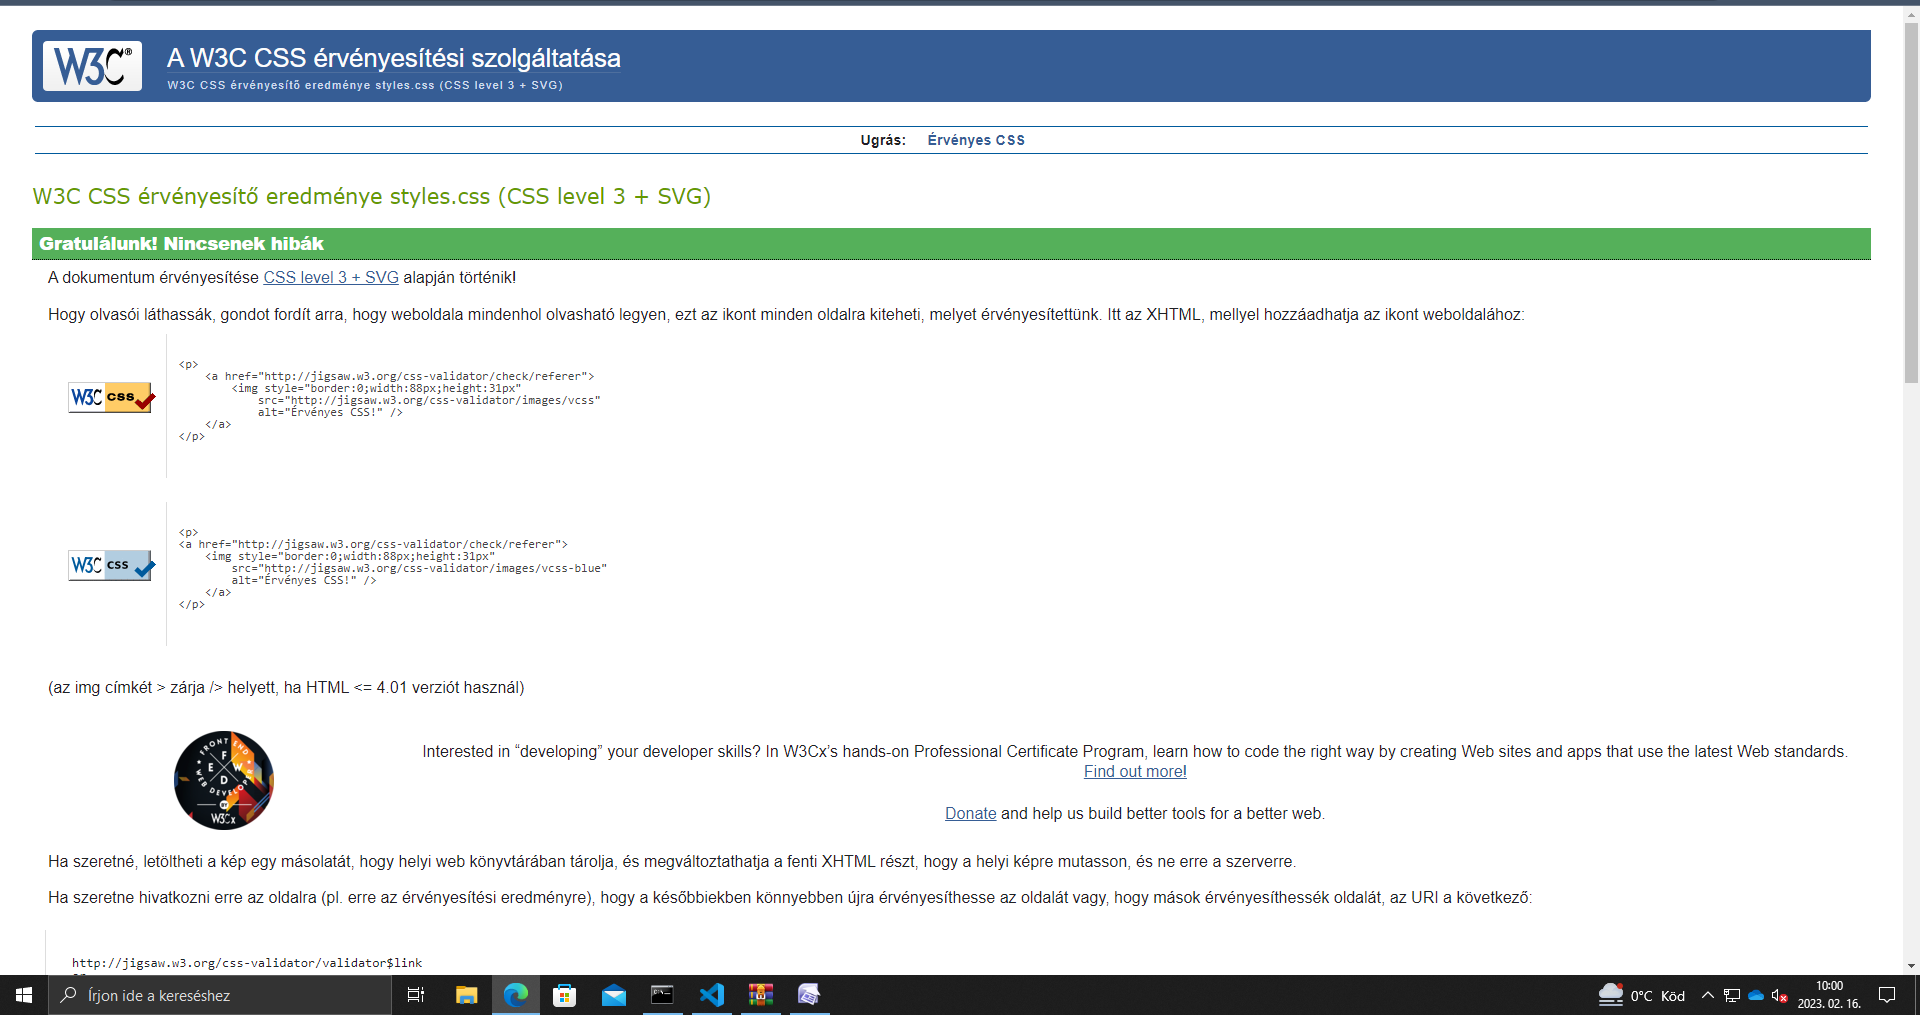 W3C®
A W3C CSS érvényesítési szolgáltatása
W3C CSS érvényesítő eredménye styles.css (CSS level 3 + SVG)
Ugrás: Érvényes CSS
W3C CSS érvényesítő eredménye styles.css (CSS level 3 + SVG)
Gratulálunk! Nincsenek hibák
A dokumentum érvényesítése CSS level 3 + SVG alapján történik!
Hogy olvasói láthassák, gondot fordít arra, hogy weboldala mindenhol olvasható legyen, ezt az ikont minden oldalra kiteheti, melyet érvényesítettünk. Itt az XHTML, mellyel hozzáadhatja az ikont weboldalához:
W3C CSS
<p>
    <a href="http://jigsaw.w3.org/css-validator/check/referer">
        <img style="border:0;width:88px;height:31px"
            src="http://jigsaw.w3.org/css-validator/images/vcss"
            alt="Érvényes CSS!" />
    </a>
</p>
W3C CSS
<p>
<a href="http://jigsaw.w3.org/css-validator/check/referer">
    <img style="border:0;width:88px;height:31px"
        src="http://jigsaw.w3.org/css-validator/images/vcss-blue"
        alt="Érvényes CSS!" />
    </a>
</p>
(az img címkét > zárja /> helyett, ha HTML <= 4.01 verziót használ)
FRONT END
F
E W
D
WEB DEVELOPER
W3Cx
Interested in “developing” your developer skills? In W3Cx’s hands-on Professional Certificate Program, learn how to code the right way by creating Web sites and apps that use the latest Web standards.
Find out more!
Donate and help us build better tools for a better web.
Ha szeretné, letöltheti a kép egy másolatát, hogy helyi web könyvtárában tárolja, és megváltoztathatja a fenti XHTML részt, hogy a helyi képre mutasson, és ne erre a szerverre.
Ha szeretne hivatkozni erre az oldalra (pl. erre az érvényesítési eredményre), hogy a későbbiekben könnyebben újra érvényesíthesse az oldalát vagy, hogy mások érvényesíthessék oldalát, az URI a következő:
http://jigsaw.w3.org/css-validator/validator$link
Írjon ide a kereséshez
0°C Köd
10:00
2023. 02. 16.